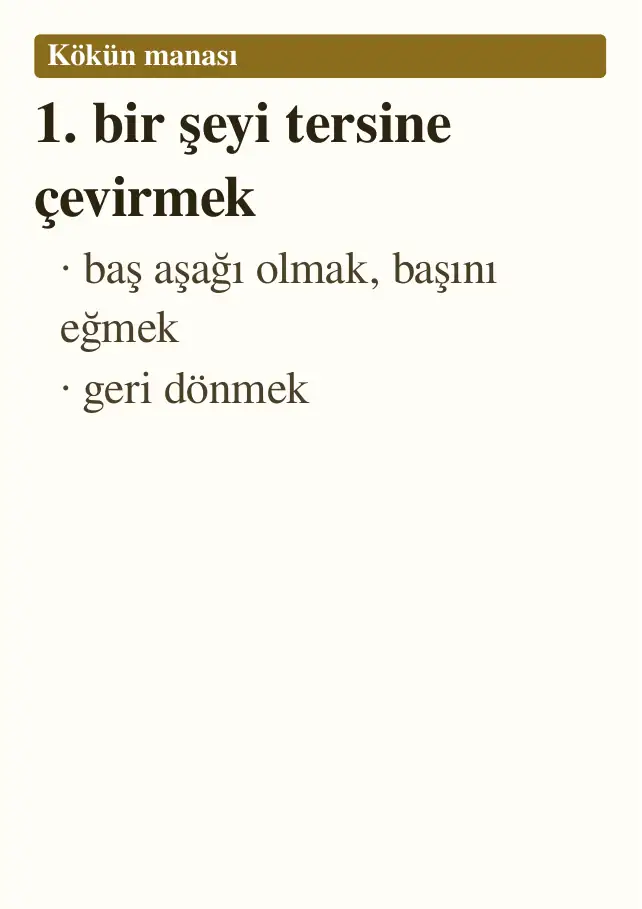 Kökün manası
1. bir şeyi tersine
çevirmek
· baş aşağı olmak, başını
eğmek
· geri dönmek